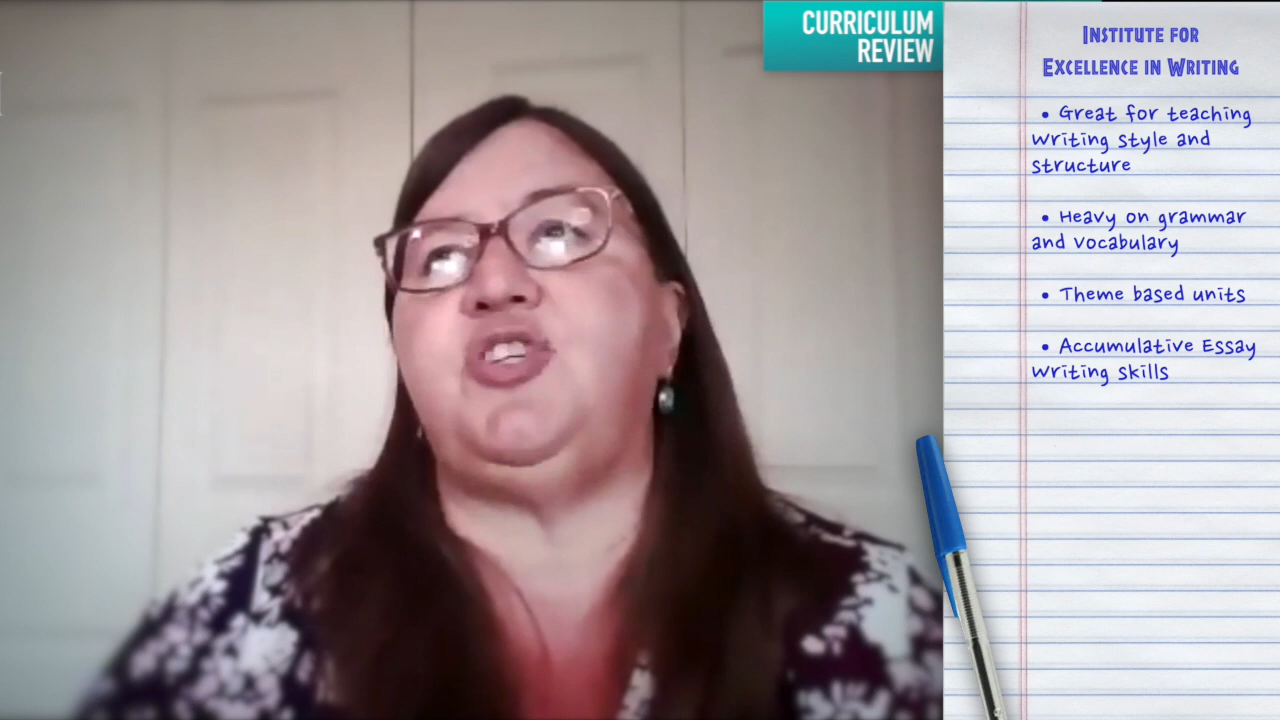 CURRICULUM
REVIEW
INSTITUTE FOR
EXCELLENCE IN WRITING
• Great for teaching
writing style and
structure
• Heavy on grammar
and vocabulary
• Theme based units
• Accumulative Essay
writing skills